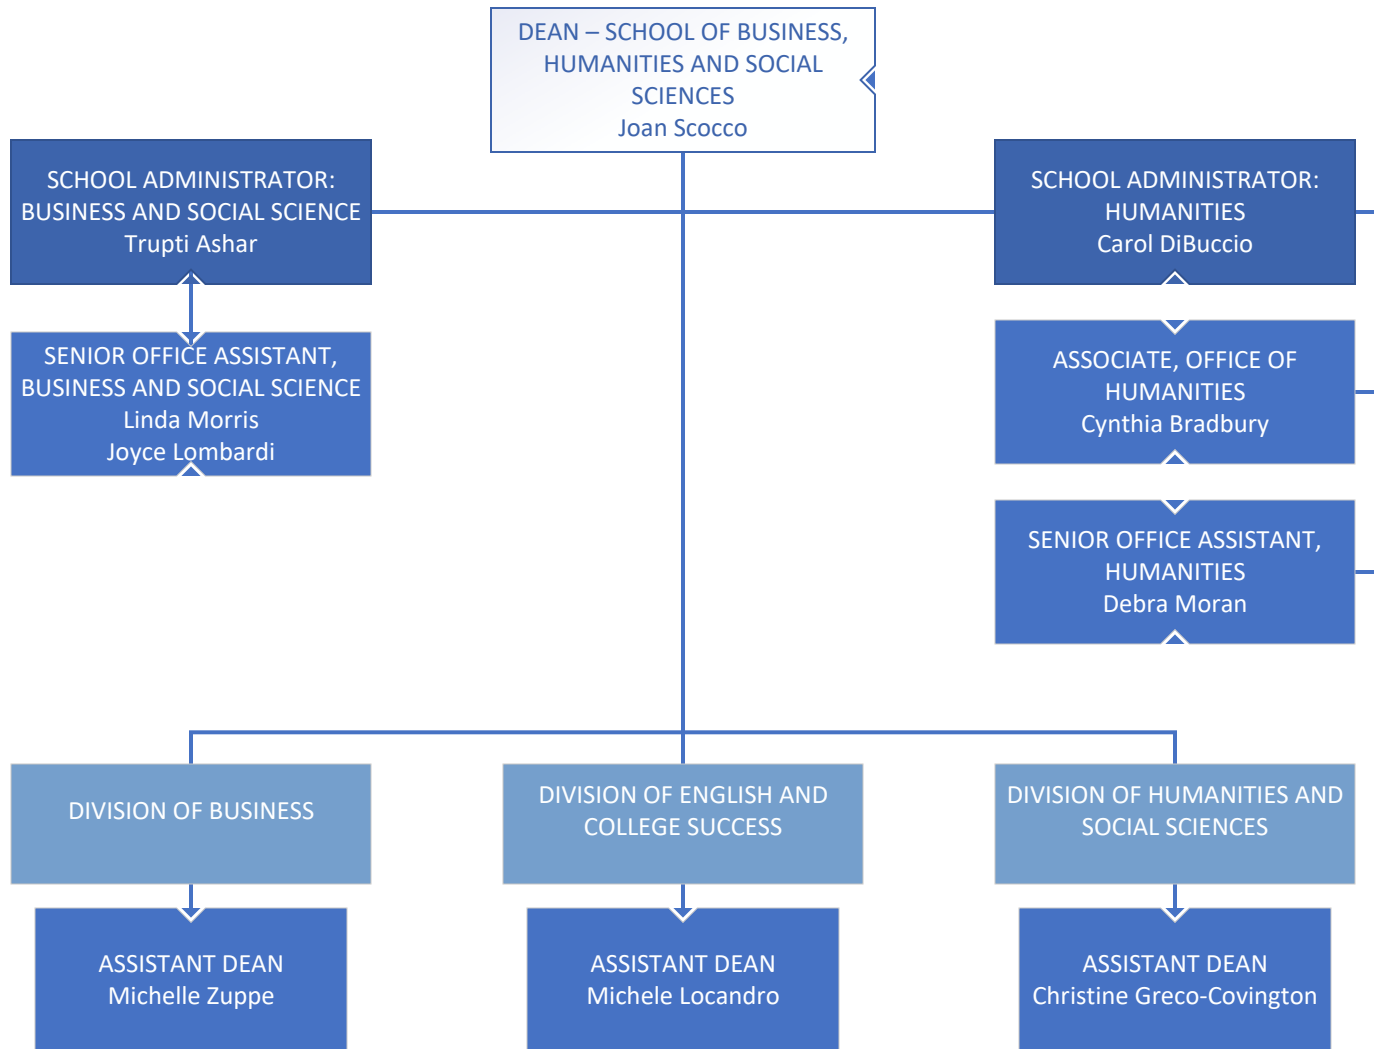 DEAN – SCHOOL OF BUSINESS,
HUMANITIES AND SOCIAL
SCIENCES
Joan Scocco
SCHOOL ADMINISTRATOR:
BUSINESS AND SOCIAL SCIENCE
Trupti Ashar
SCHOOL ADMINISTRATOR:
HUMANITIES
Carol DiBuccio
SENIOR OFFICE ASSISTANT,
BUSINESS AND SOCIAL SCIENCE
Linda Morris
Joyce Lombardi
ASSOCIATE, OFFICE OF
HUMANITIES
Cynthia Bradbury
SENIOR OFFICE ASSISTANT,
HUMANITIES
Debra Moran
DIVISION OF BUSINESS
DIVISION OF ENGLISH AND
COLLEGE SUCCESS
DIVISION OF HUMANITIES AND
SOCIAL SCIENCES
ASSISTANT DEAN
Michelle Zuppe
ASSISTANT DEAN
Michele Locandro
ASSISTANT DEAN
Christine Greco-Covington